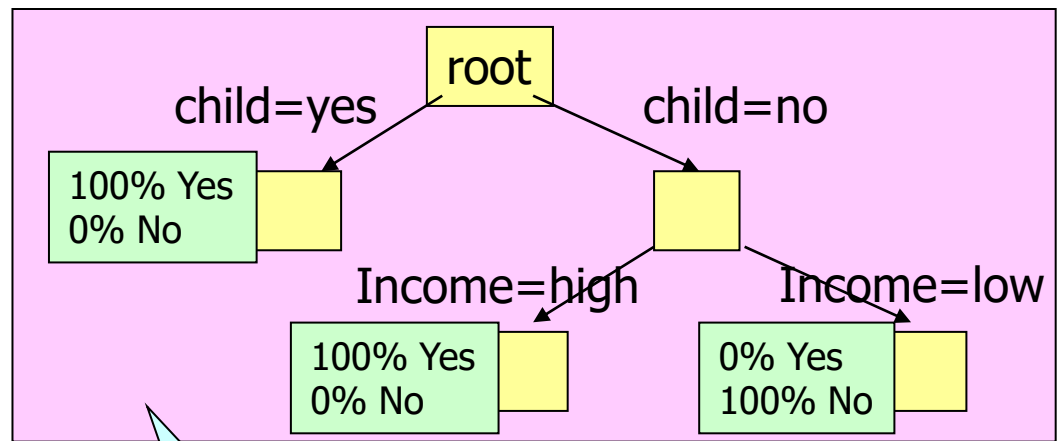 root
child=yes
child=no
100% Yes
0% No
Income=high
Income=low
100% Yes
0% No
0% Yes
100% No